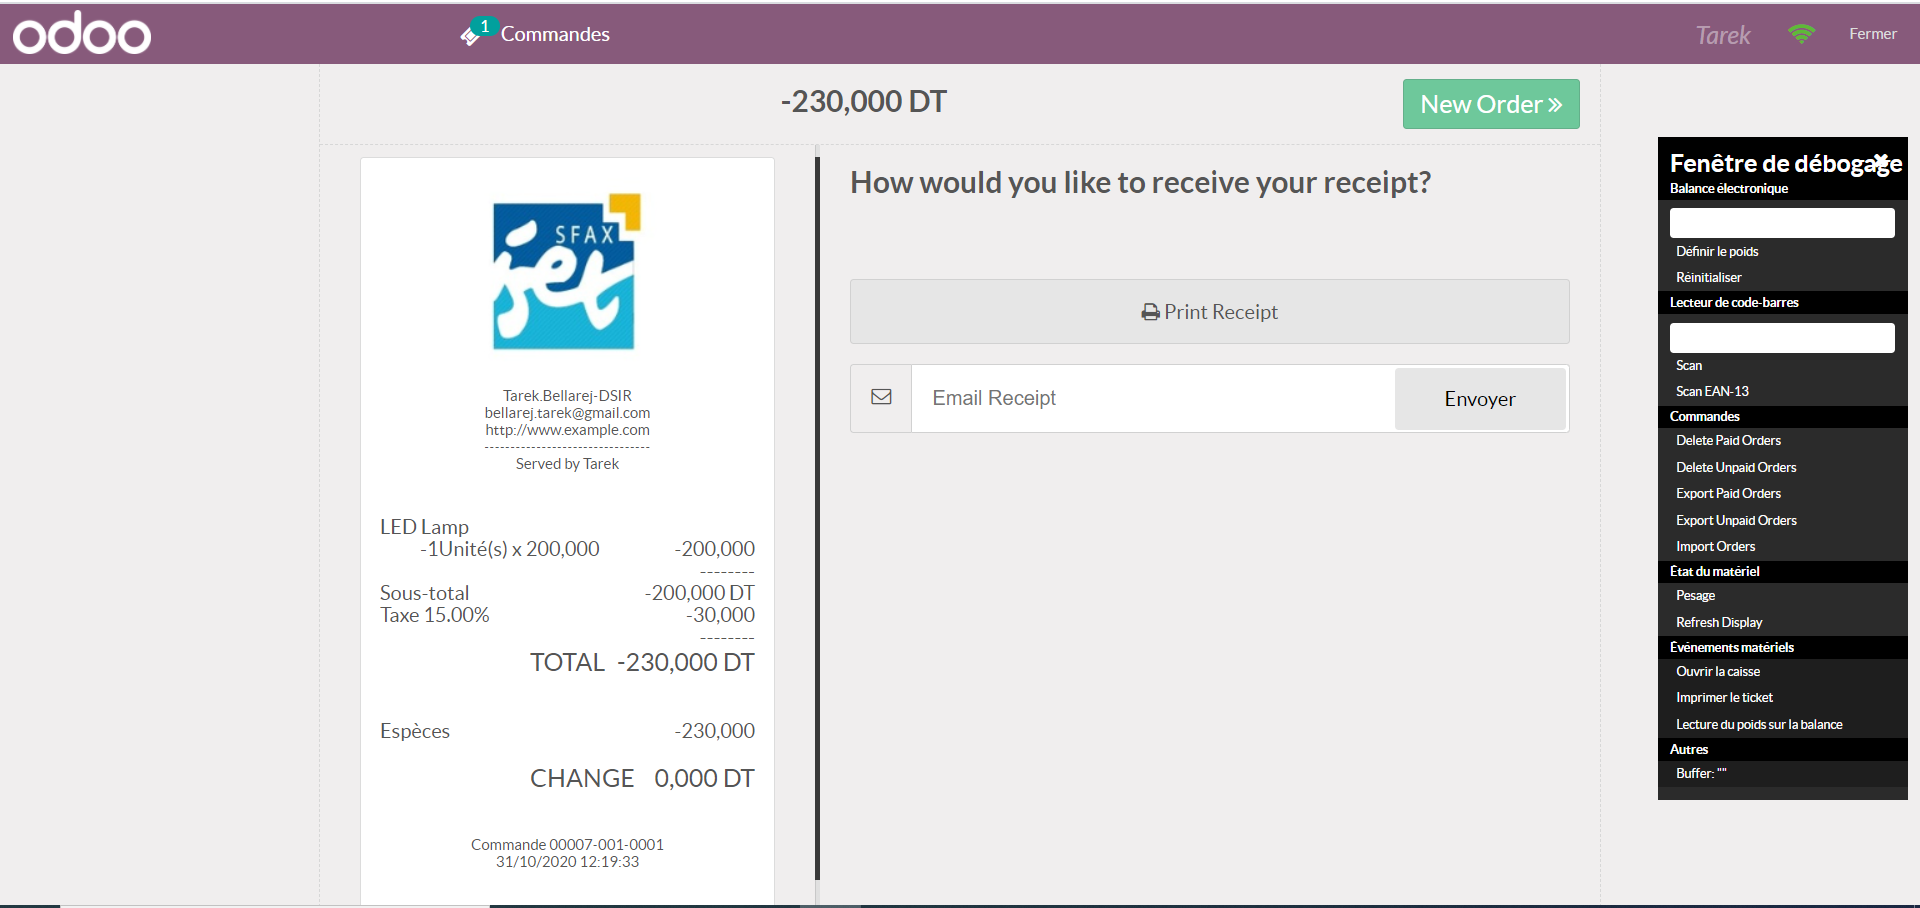 odoo
1 Commandes
Tarek
Fermer
-230,000 DT
New Order
SFAX
iset
Tarek.Bellarej-DSIR
bellarej.tarek@gmail.com
http://www.example.com
--------------------------------
Served by Tarek
LED Lamp
-1Unité(s) x 200,000 -200,000
--------
Sous-total -200,000 DT
Taxe 15.00% -30,000
--------
TOTAL -230,000 DT
Espèces -230,000
CHANGE 0,000 DT
Commande 00007-001-0001
31/10/2020 12:19:33
How would you like to receive your receipt?
Print Receipt
Email Receipt
Envoyer
Fenêtre de débogage
Balance électronique
Définir le poids
Réinitialiser
Lecteur de code-barres
Scan
Scan EAN-13
Commandes
Delete Paid Orders
Delete Unpaid Orders
Export Paid Orders
Export Unpaid Orders
Import Orders
État du matériel
Pesage
Refresh Display
Événements matériels
Ouvrir la caisse
Imprimer le ticket
Lecture du poids sur la balance
Autres
Buffer: ""